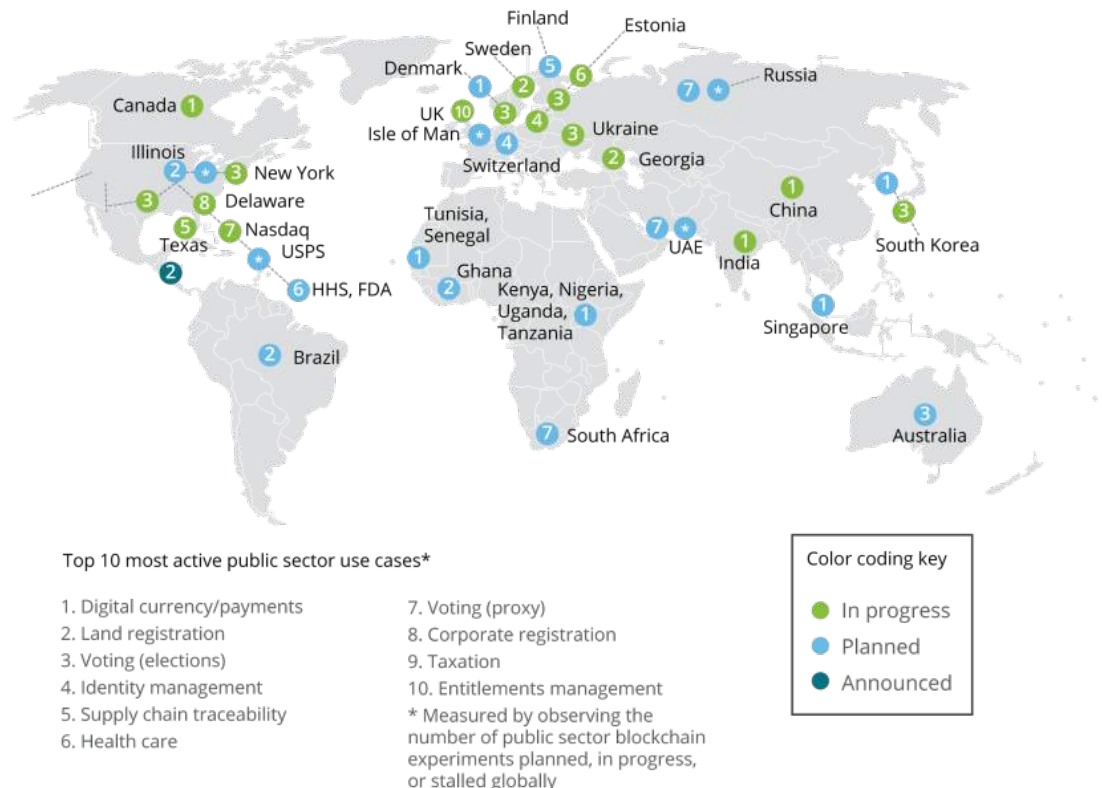 Finland
Estonia
Sweden
5
6
Denmark
2
Russia
1
7
*
Canada
1
UK
10
3
3
4
Isle of Man
*
3
Ukraine
4
Switzerland
2
Georgia
Illinois
2
*
3
New York
1
China
1
3
South Korea
3
8
Delaware
5
Texas
7
Nasdaq
USPS
*
2
6
HHS, FDA
Tunisia,
Senegal
1
Ghana
2
Kenya, Nigeria,
Uganda,
Tanzania
1
7
*
UAE
1
India
1
Singapore
2
Brazil
7
South Africa
3
Australia
Top 10 most active public sector use cases*
1. Digital currency/payments
2. Land registration
3. Voting (elections)
4. Identity management
5. Supply chain traceability
6. Health care
7. Voting (proxy)
8. Corporate registration
9. Taxation
10. Entitlements management
* Measured by observing the
number of public sector blockchain
experiments planned, in progress,
or stalled globally
Color coding key
In progress
Planned
Announced